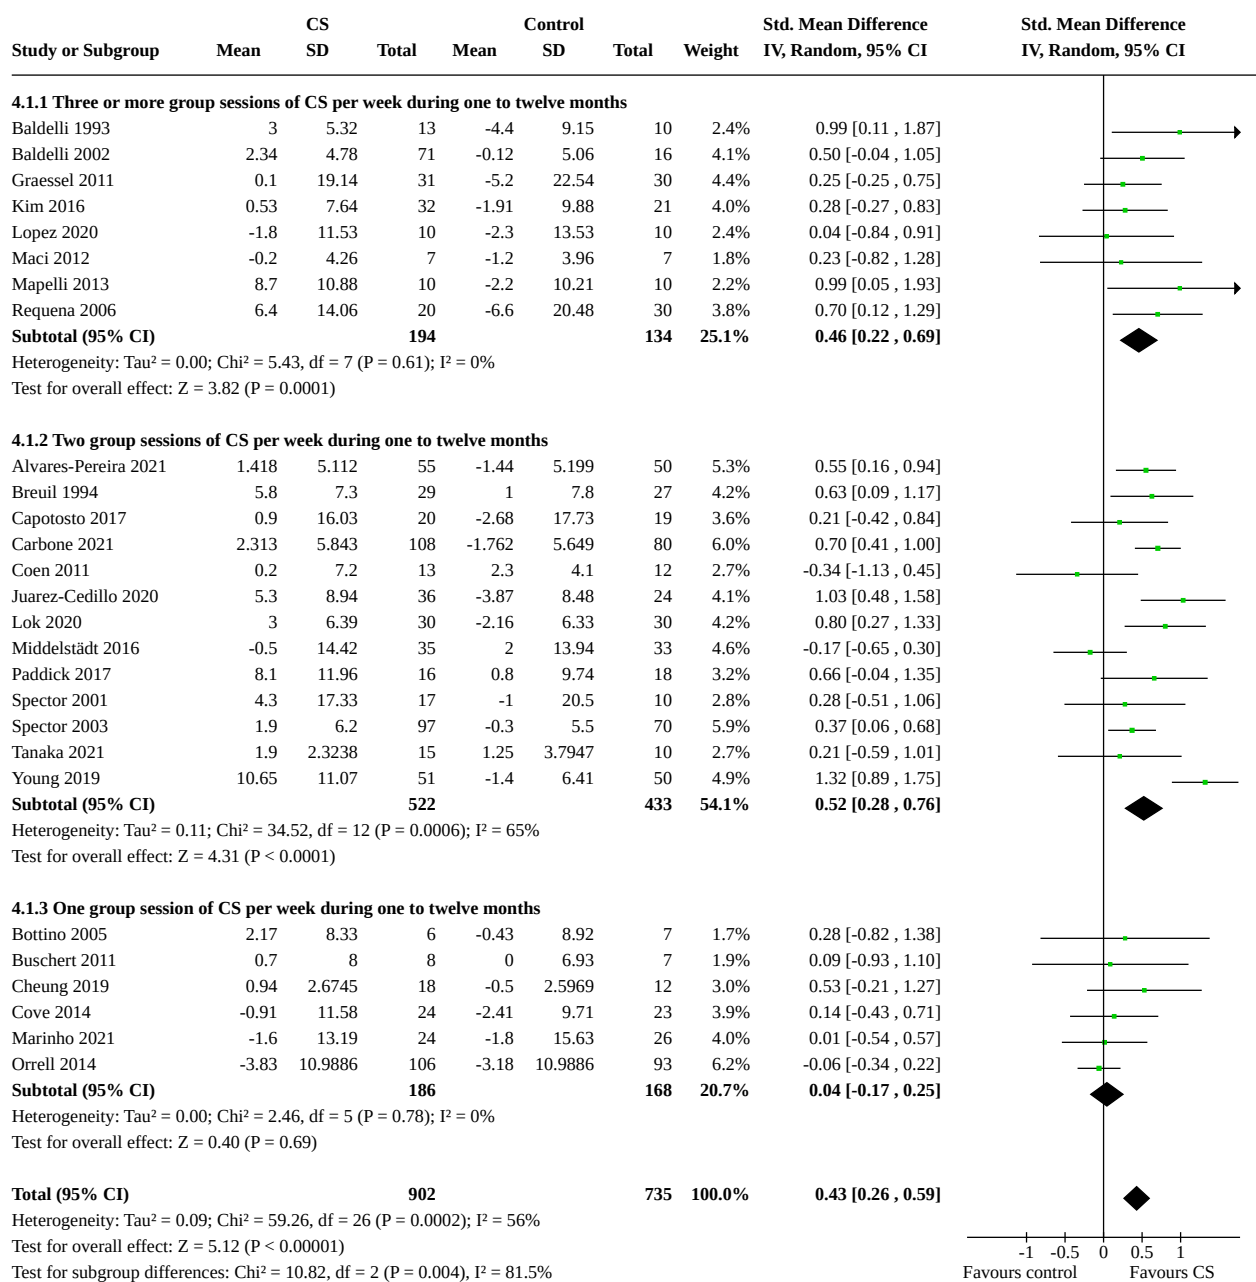 CS Control Std. Mean Difference Std. Mean Difference
Study or Subgroup Mean SD Total Mean SD Total Weight IV, Random, 95% CI IV, Random, 95% CI
4.1.1 Three or more group sessions of CS per week during one to twelve months
Baldelli 1993 3 5.32 13 -4.4 9.15 10 2.4% 0.99 [0.11 , 1.87]
Baldelli 2002 2.34 4.78 71 -0.12 5.06 16 4.1% 0.50 [-0.04 , 1.05]
Graessel 2011 0.1 19.14 31 -5.2 22.54 30 4.4% 0.25 [-0.25 , 0.75]
Kim 2016 0.53 7.64 32 -1.91 9.88 21 4.0% 0.28 [-0.27 , 0.83]
Lopez 2020 -1.8 11.53 10 -2.3 13.53 10 2.4% 0.04 [-0.84 , 0.91]
Maci 2012 -0.2 4.26 7 -1.2 3.96 7 1.8% 0.23 [-0.82 , 1.28]
Mapelli 2013 8.7 10.88 10 -2.2 10.21 10 2.2% 0.99 [0.05 , 1.93]
Requena 2006 6.4 14.06 20 -6.6 20.48 30 3.8% 0.70 [0.12 , 1.29]
Subtotal (95% CI) 194 134 25.1% 0.46 [0.22 , 0.69]
Heterogeneity: Tau² = 0.00; Chi² = 5.43, df = 7 (P = 0.61); I² = 0%
Test for overall effect: Z = 3.82 (P = 0.0001)
4.1.2 Two group sessions of CS per week during one to twelve months
Alvares-Pereira 2021 1.418 5.112 55 -1.44 5.199 50 5.3% 0.55 [0.16 , 0.94]
Breuil 1994 5.8 7.3 29 1 7.8 27 4.2% 0.63 [0.09 , 1.17]
Capotosto 2017 0.9 16.03 20 -2.68 17.73 19 3.6% 0.21 [-0.42 , 0.84]
Carbone 2021 2.313 5.843 108 -1.762 5.649 80 6.0% 0.70 [0.41 , 1.00]
Coen 2011 0.2 7.2 13 2.3 4.1 12 2.7% -0.34 [-1.13 , 0.45]
Juarez-Cedillo 2020 5.3 8.94 36 -3.87 8.48 24 4.1% 1.03 [0.48 , 1.58]
Lok 2020 3 6.39 30 -2.16 6.33 30 4.2% 0.80 [0.27 , 1.33]
Middelstädt 2016 -0.5 14.42 35 2 13.94 33 4.6% -0.17 [-0.65 , 0.30]
Paddick 2017 8.1 11.96 16 0.8 9.74 18 3.2% 0.66 [-0.04 , 1.35]
Spector 2001 4.3 17.33 17 -1 20.5 10 2.8% 0.28 [-0.51 , 1.06]
Spector 2003 1.9 6.2 97 -0.3 5.5 70 5.9% 0.37 [0.06 , 0.68]
Tanaka 2021 1.9 2.3238 15 1.25 3.7947 10 2.7% 0.21 [-0.59 , 1.01]
Young 2019 10.65 11.07 51 -1.4 6.41 50 4.9% 1.32 [0.89 , 1.75]
Subtotal (95% CI) 522 433 54.1% 0.52 [0.28 , 0.76]
Heterogeneity: Tau² = 0.11; Chi² = 34.52, df = 12 (P = 0.0006); I² = 65%
Test for overall effect: Z = 4.31 (P < 0.0001)
4.1.3 One group session of CS per week during one to twelve months
Bottino 2005 2.17 8.33 6 -0.43 8.92 7 1.7% 0.28 [-0.82 , 1.38]
Buschert 2011 0.7 8 8 0 6.93 7 1.9% 0.09 [-0.93 , 1.10]
Cheung 2019 0.94 2.6745 18 -0.5 2.5969 12 3.0% 0.53 [-0.21 , 1.27]
Cove 2014 -0.91 11.58 24 -2.41 9.71 23 3.9% 0.14 [-0.43 , 0.71]
Marinho 2021 -1.6 13.19 24 -1.8 15.63 26 4.0% 0.01 [-0.54 , 0.57]
Orrell 2014 -3.83 10.9886 106 -3.18 10.9886 93 6.2% -0.06 [-0.34 , 0.22]
Subtotal (95% CI) 186 168 20.7% 0.04 [-0.17 , 0.25]
Heterogeneity: Tau² = 0.00; Chi² = 2.46, df = 5 (P = 0.78); I² = 0%
Test for overall effect: Z = 0.40 (P = 0.69)
Total (95% CI) 902 735 100.0% 0.43 [0.26 , 0.59]
Heterogeneity: Tau² = 0.09; Chi² = 59.26, df = 26 (P = 0.0002); I² = 56%
Test for overall effect: Z = 5.12 (P < 0.00001)
-1 -0.5 0 0.5 1
Test for subgroup differences: Chi² = 10.82, df = 2 (P = 0.004), I² = 81.5%
Favours control Favours CS